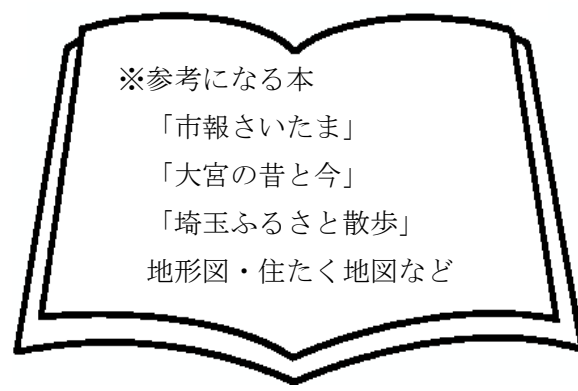 ※参考になる本
「市報さいたま」
「大宮の昔と今」
「埼玉ふるさと散歩」
地形図・住たく地図など